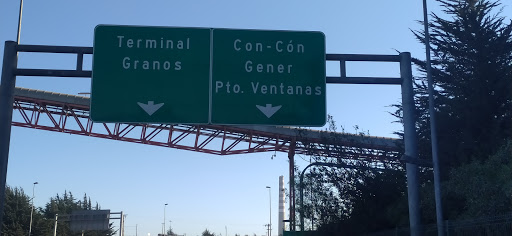 Terminal
Granos
Con-Cón
Gener
Pto. Ventanas